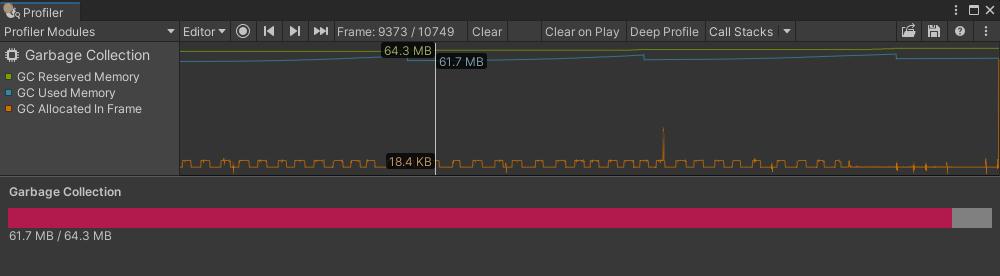 Profiler
Profiler Modules Editor Frame: 9373 / 10749 Clear Clear on Play Deep Profile Call Stacks
Garbage Collection
GC Reserved Memory
GC Used Memory
GC Allocated In Frame
64.3 MB
61.7 MB
18.4 KB
Garbage Collection
61.7 MB / 64.3 MB